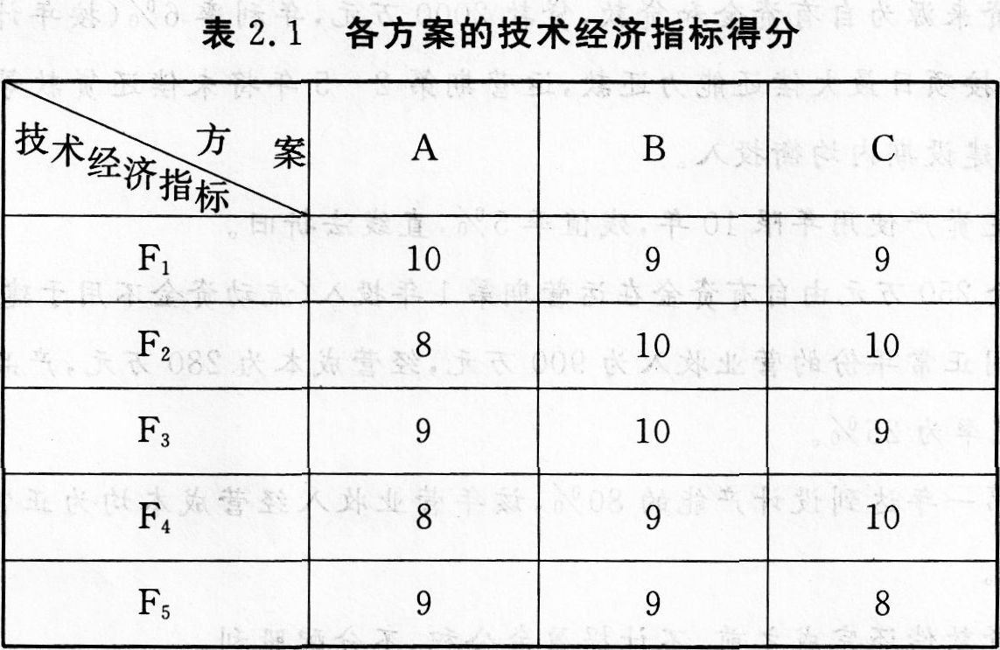 表 2.1 各方案的技术经济指标得分
方案 技术经济指标 A B C
F₁ 10 9 9
F₂ 8 10 10
F₃ 9 10 9
F₄ 8 9 10
F₅ 9 9 8